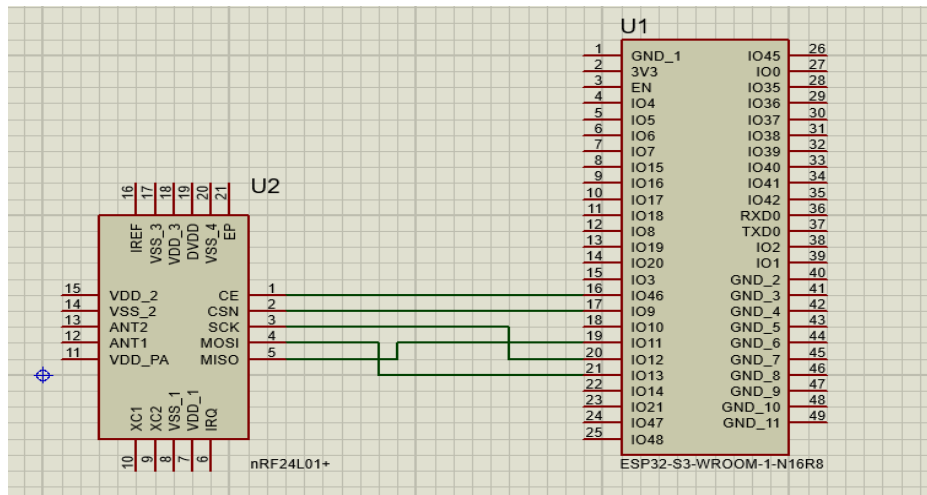 U1
1 GND_1 IO45 26
2 3V3 IO0 27
3 EN IO35 28
4 IO4 IO36 29
5 IO5 IO37 30
6 IO6 IO38 31
7 IO7 IO39 32
8 IO15 IO40 33
9 IO16 IO41 34
10 IO17 IO42 35
11 IO18 RXD0 36
12 IO8 TXD0 37
13 IO19 IO2 38
14 IO20 IO1 39
15 IO3 GND_2 40
16 IO46 GND_3 41
17 IO9 GND_4 42
18 IO10 GND_5 43
19 IO11 GND_6 44
20 IO12 GND_7 45
21 IO13 GND_8 46
22 IO14 GND_9 47
23 IO21 GND_10 48
24 IO47 GND_11 49
25 IO48
ESP32-S3-WROOM-1-N16R8
U2
16 17 18 19 20 21
IREF VSS_3 VDD_3 DVDD VSS_4 EP
15 VDD_2 CE 1
14 VSS_2 CSN 2
13 ANT2 SCK 3
12 ANT1 MOSI 4
11 VDD_PA MISO 5
XC1 XC2 VSS_1 VDD_1 IRQ
10 9 8 7 6
nRF24L01+